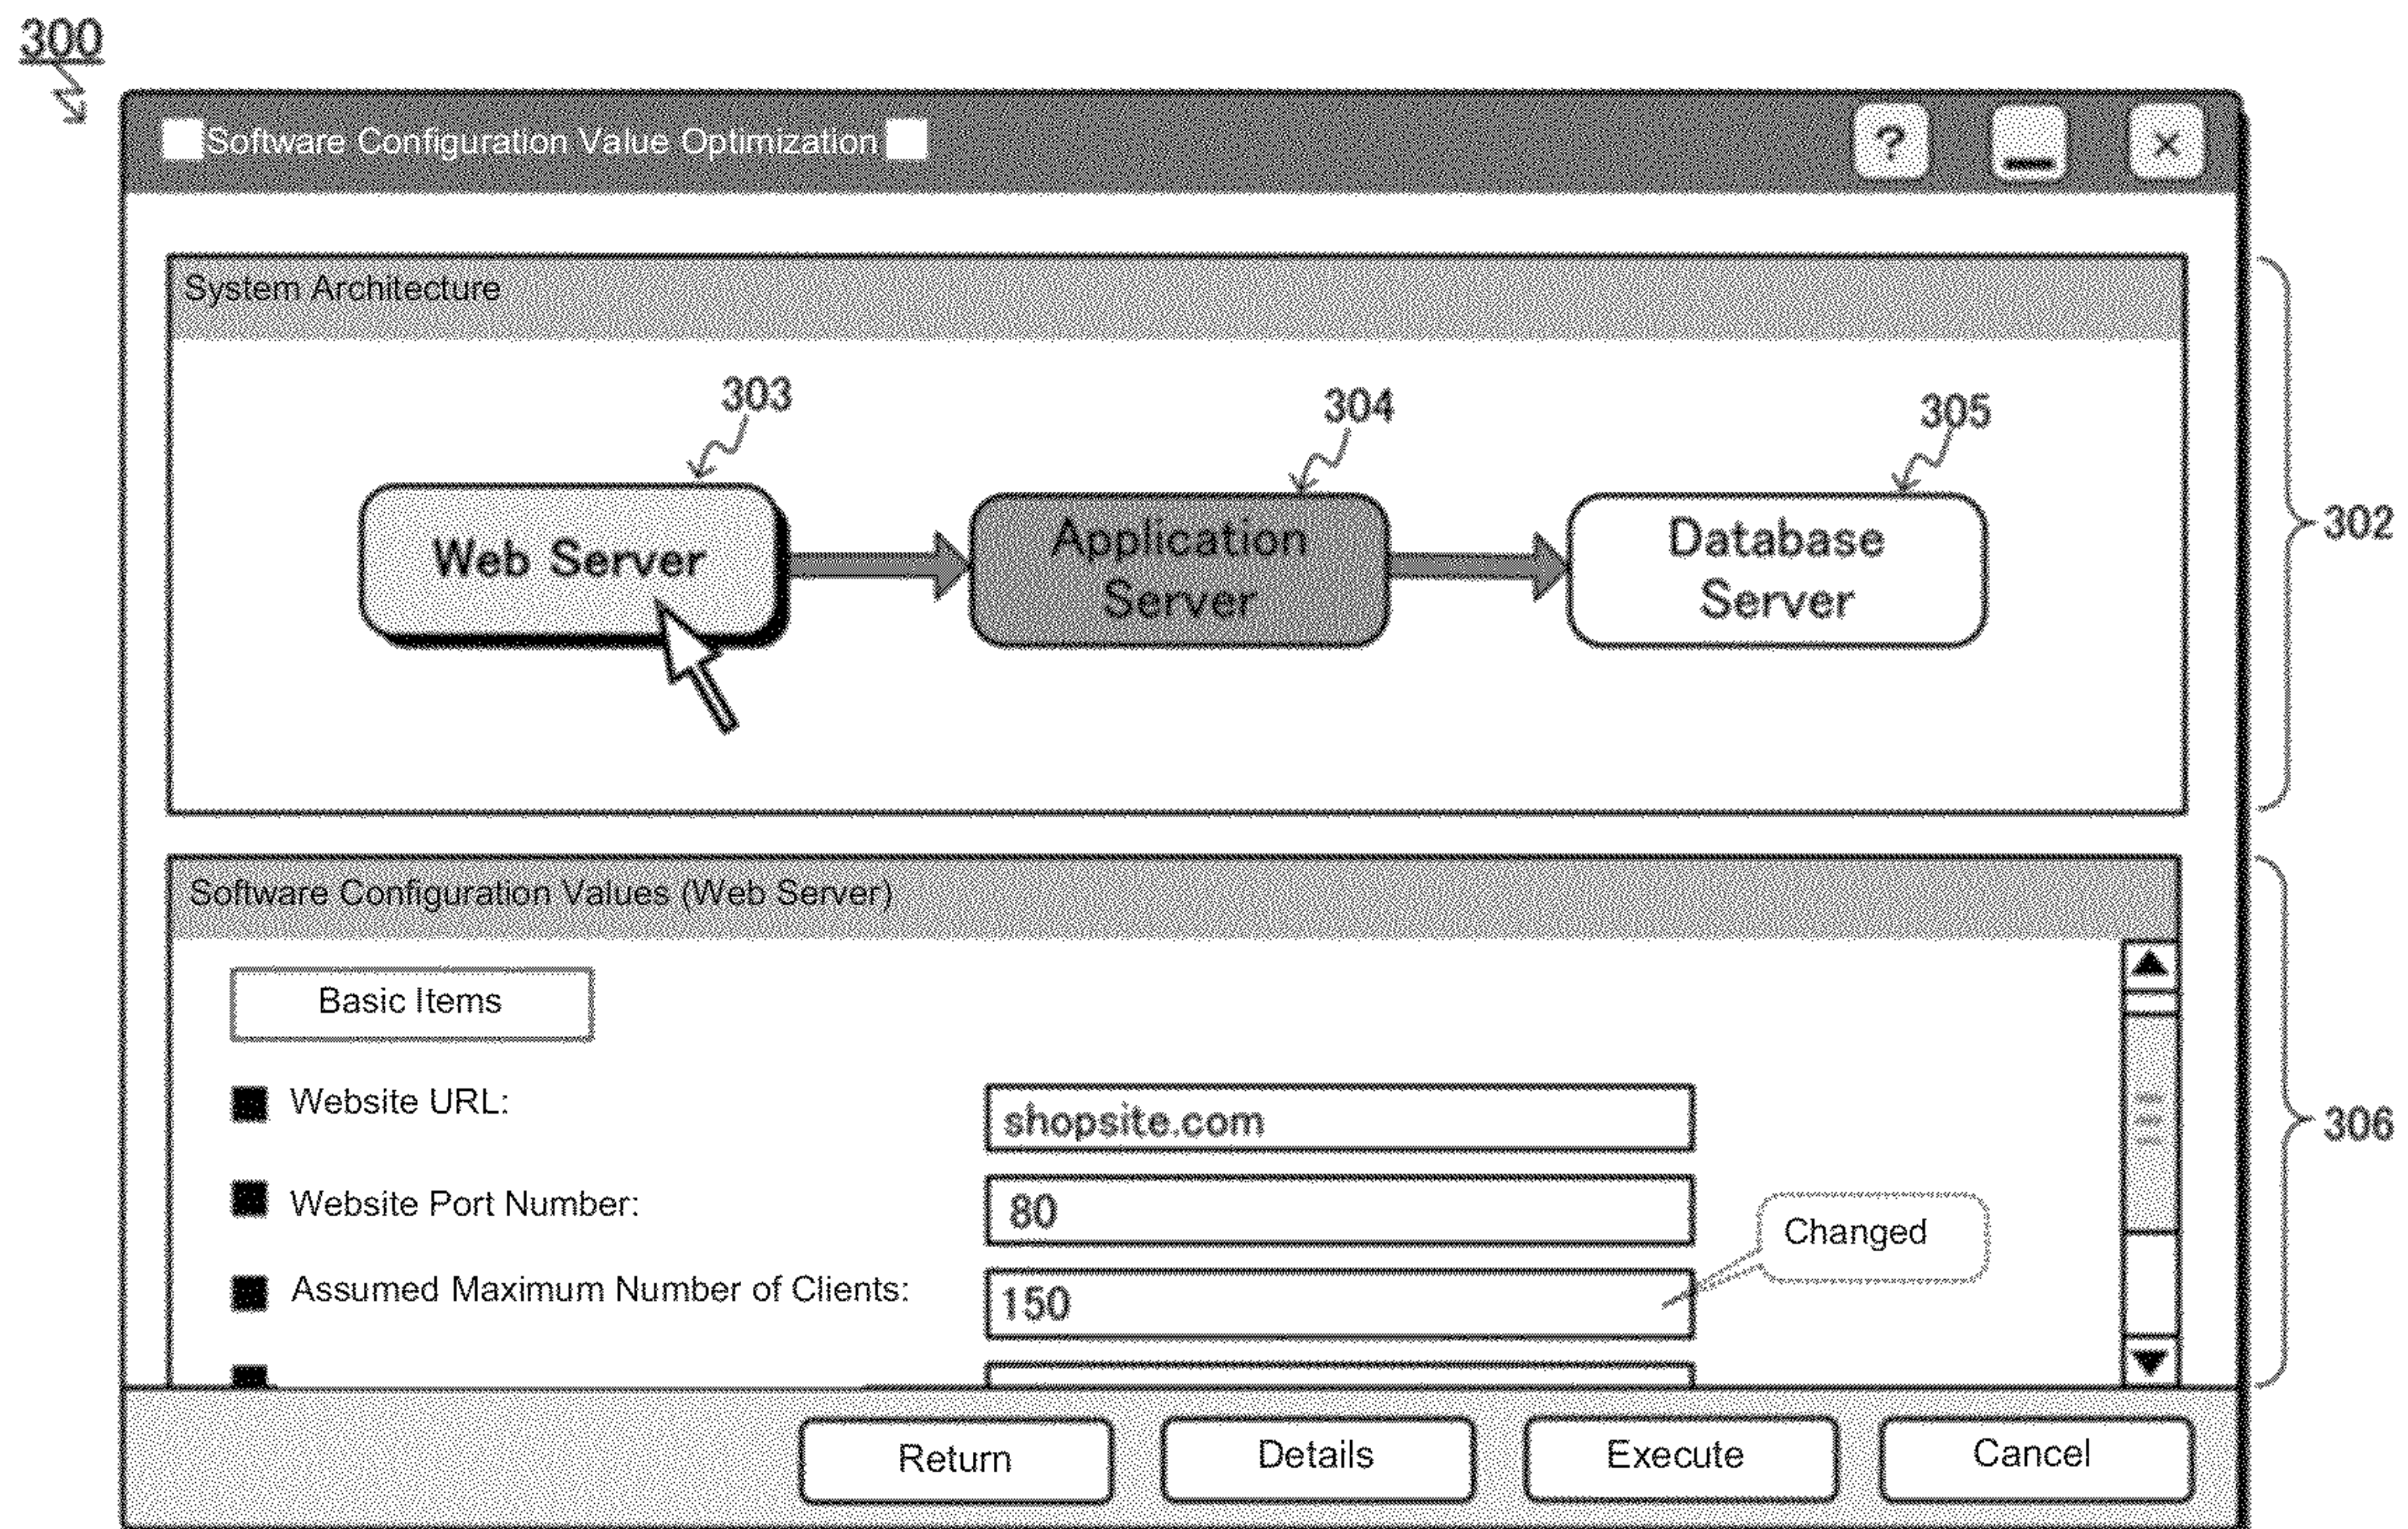 300
Software Configuration Value Optimization
?
×
System Architecture
303
304
305
Web Server
Application
Server
Database
Server
302
Software Configuration Values (Web Server)
Basic Items
Website URL:
shopsite.com
Website Port Number:
80
Changed
Assumed Maximum Number of Clients:
150
306
Return
Details
Execute
Cancel